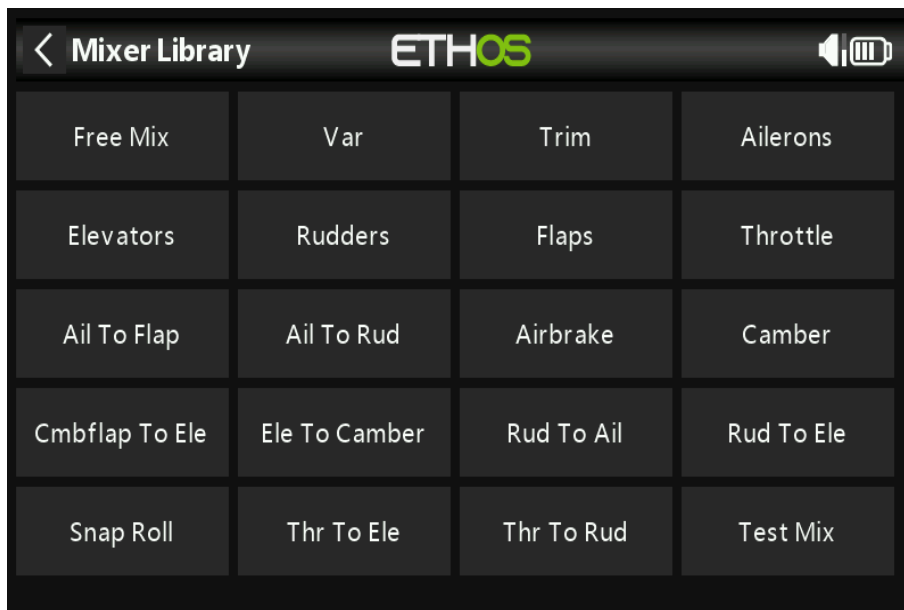 Mixer Library
ETHOS
Free Mix
Var
Trim
Ailerons
Elevators
Rudders
Flaps
Throttle
Ail To Flap
Ail To Rud
Airbrake
Camber
Cmbflap To Ele
Ele To Camber
Rud To Ail
Rud To Ele
Snap Roll
Thr To Ele
Thr To Rud
Test Mix